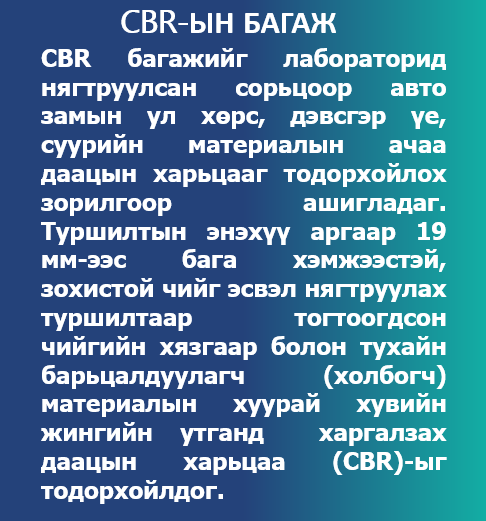 CBR-ЫН БАГАЖ
CBR багажийг лабораторид
нягтруулсан сорьцоор авто
замын ул хөрс, дэвсгэр үе,
суурийн материалын ачаа
даацын харьцааг тодорхойлох
зорилгоор ашигладаг.
Туршилтын энэхүү аргаар 19
мм-ээс бага хэмжээстэй,
зохистой чийг эсвэл нягтруулах
туршилтаар тогтоогдсон
чийгийн хязгаар болон тухайн
барьцалдуулагч (холбогч)
материалын хуурай хувийн
жингийн утганд харгалзах
даацын харьцаа (CBR)-ыг
тодорхойлдог.